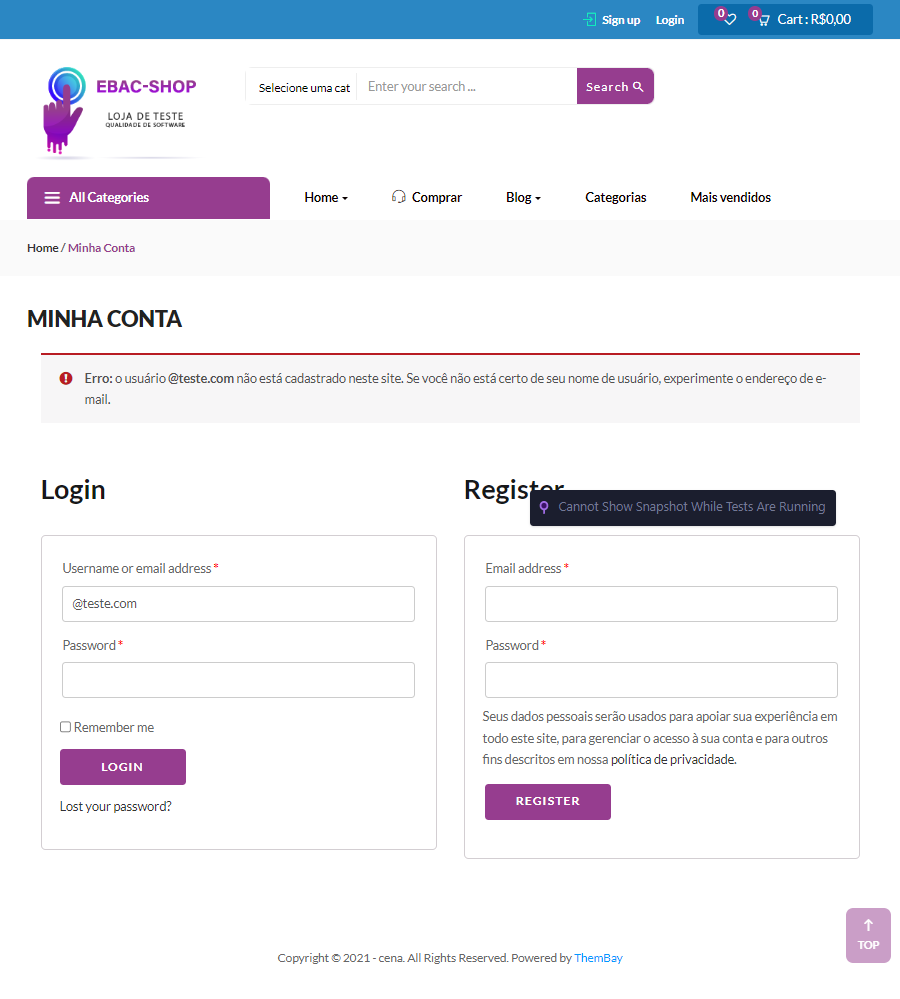 Sign up Login 0 0 Cart : R$0,00
EBAC-SHOP
LOJA DE TESTE
QUALIDADE DE SOFTWARE
Selecione uma cat Enter your search ... Search
All Categories Home Comprar Blog Categorias Mais vendidos
Home / Minha Conta
MINHA CONTA
Erro: o usuário @teste.com não está cadastrado neste site. Se você não está certo de seu nome de usuário, experimente o endereço de e-
mail.
Login
Username or email address *
@teste.com
Password *
Remember me
LOGIN
Lost your password?
Register
Cannot Show Snapshot While Tests Are Running
Email address *
Password *
Seus dados pessoais serão usados para apoiar sua experiência em
todo este site, para gerenciar o acesso à sua conta e para outros
fins descritos em nossa política de privacidade.
REGISTER
TOP
Copyright © 2021 - cena. All Rights Reserved. Powered by ThemBay